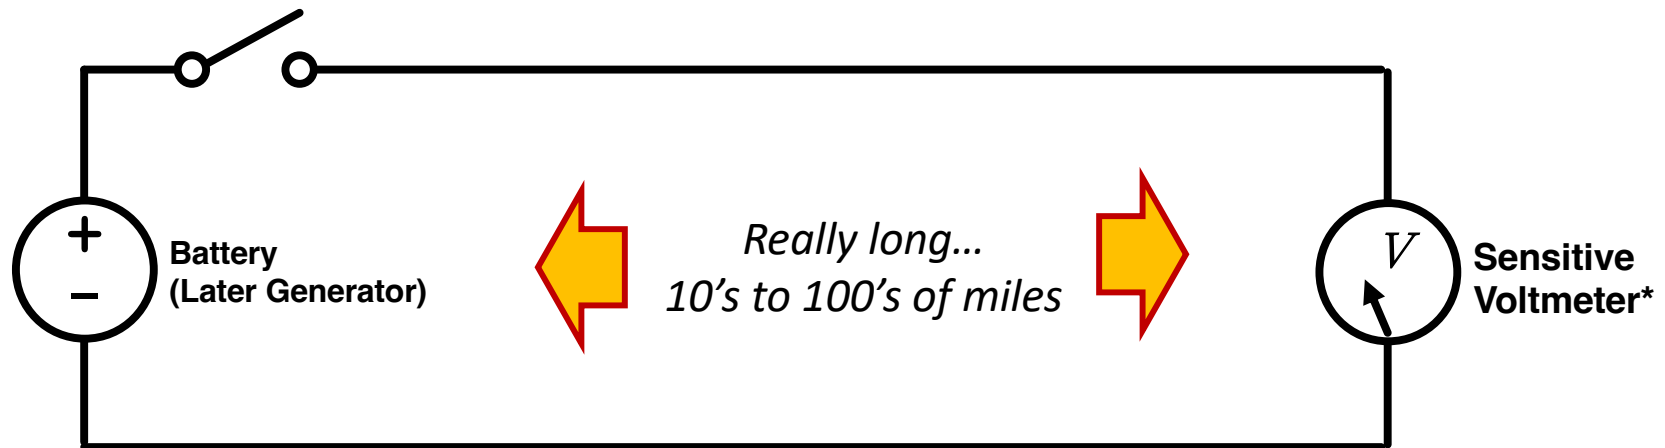 +
−
Battery
(Later Generator)
Really long…
10’s to 100’s of miles
V
Sensitive
Voltmeter*